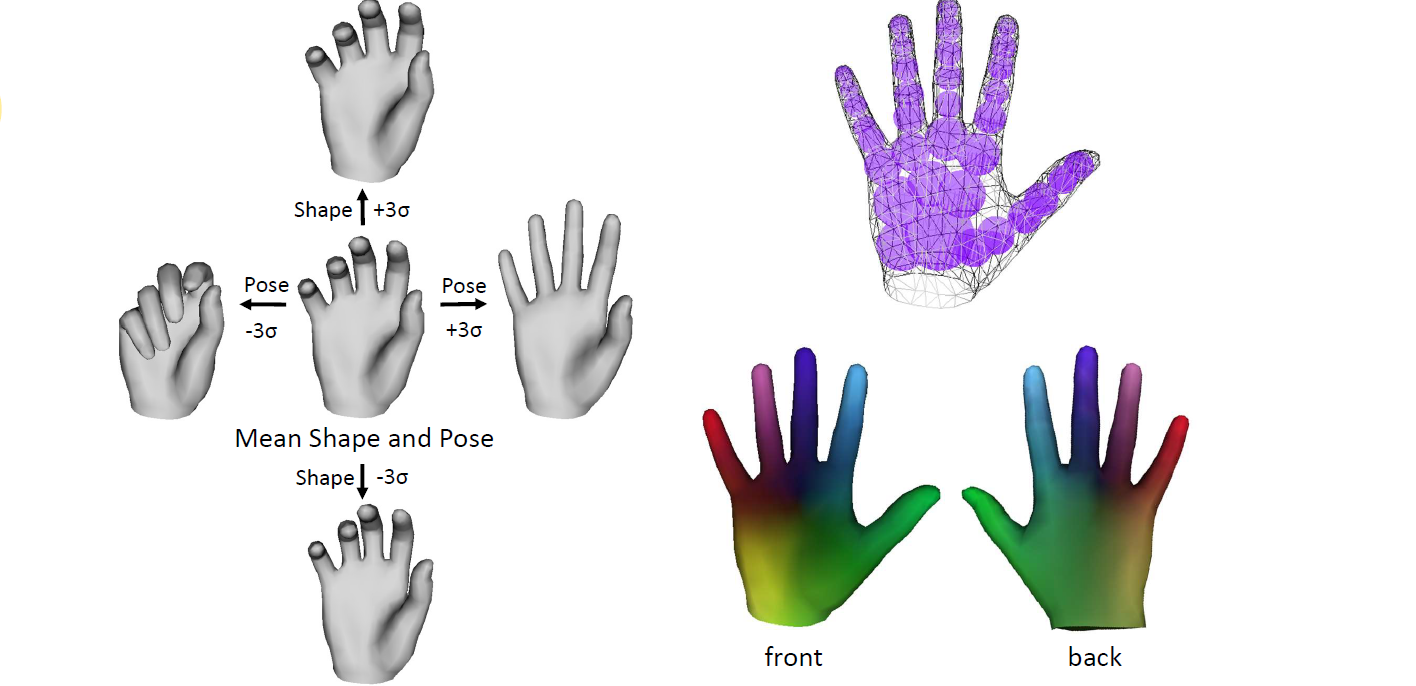 Shape +3σ
Pose Pose
-3σ +3σ
Mean Shape and Pose
Shape -3σ
front back